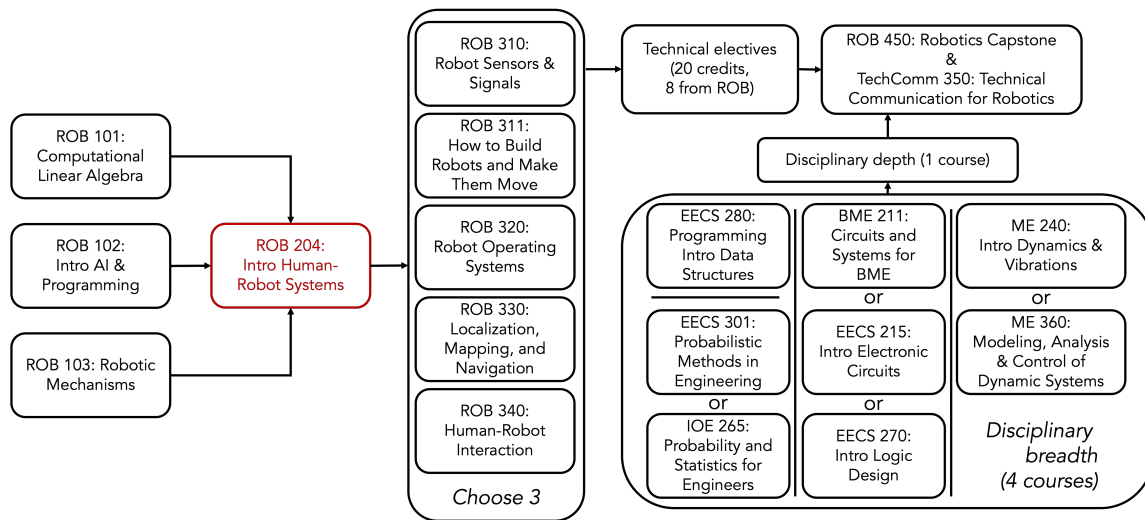 ROB 101:
Computational
Linear Algebra
ROB 102:
Intro AI &
Programming
ROB 103: Robotic
Mechanisms
ROB 204:
Intro Human-
Robot Systems
ROB 310:
Robot Sensors &
Signals
ROB 311:
How to Build
Robots and Make
Them Move
ROB 320:
Robot Operating
Systems
ROB 330:
Localization,
Mapping, and
Navigation
ROB 340:
Human-Robot
Interaction
Choose 3
Technical electives
(20 credits,
8 from ROB)
ROB 450: Robotics Capstone
&
TechComm 350: Technical
Communication for Robotics
Disciplinary depth (1 course)
EECS 280:
Programming
Intro Data
Structures
EECS 301:
Probabilistic
Methods in
Engineering
or
IOE 265:
Probability and
Statistics for
Engineers
BME 211:
Circuits and
Systems for
BME
or
EECS 215:
Intro Electronic
Circuits
or
EECS 270:
Intro Logic
Design
ME 240:
Intro Dynamics &
Vibrations
or
ME 360:
Modeling, Analysis
& Control of
Dynamic Systems
Disciplinary
breadth
(4 courses)